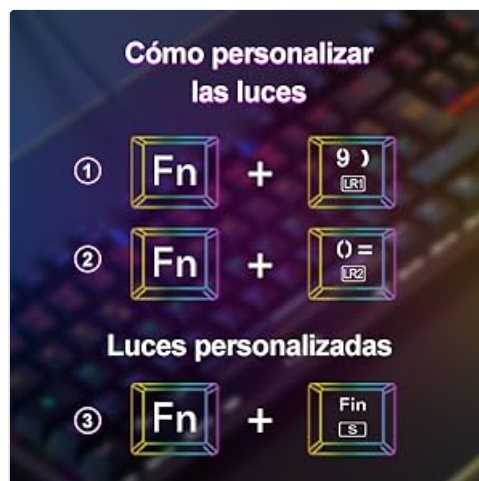 Cómo personalizar
las luces
① Fn + 9 ) LR1
② Fn + 0 = LR2
Luces personalizadas
③ Fn + Fin S